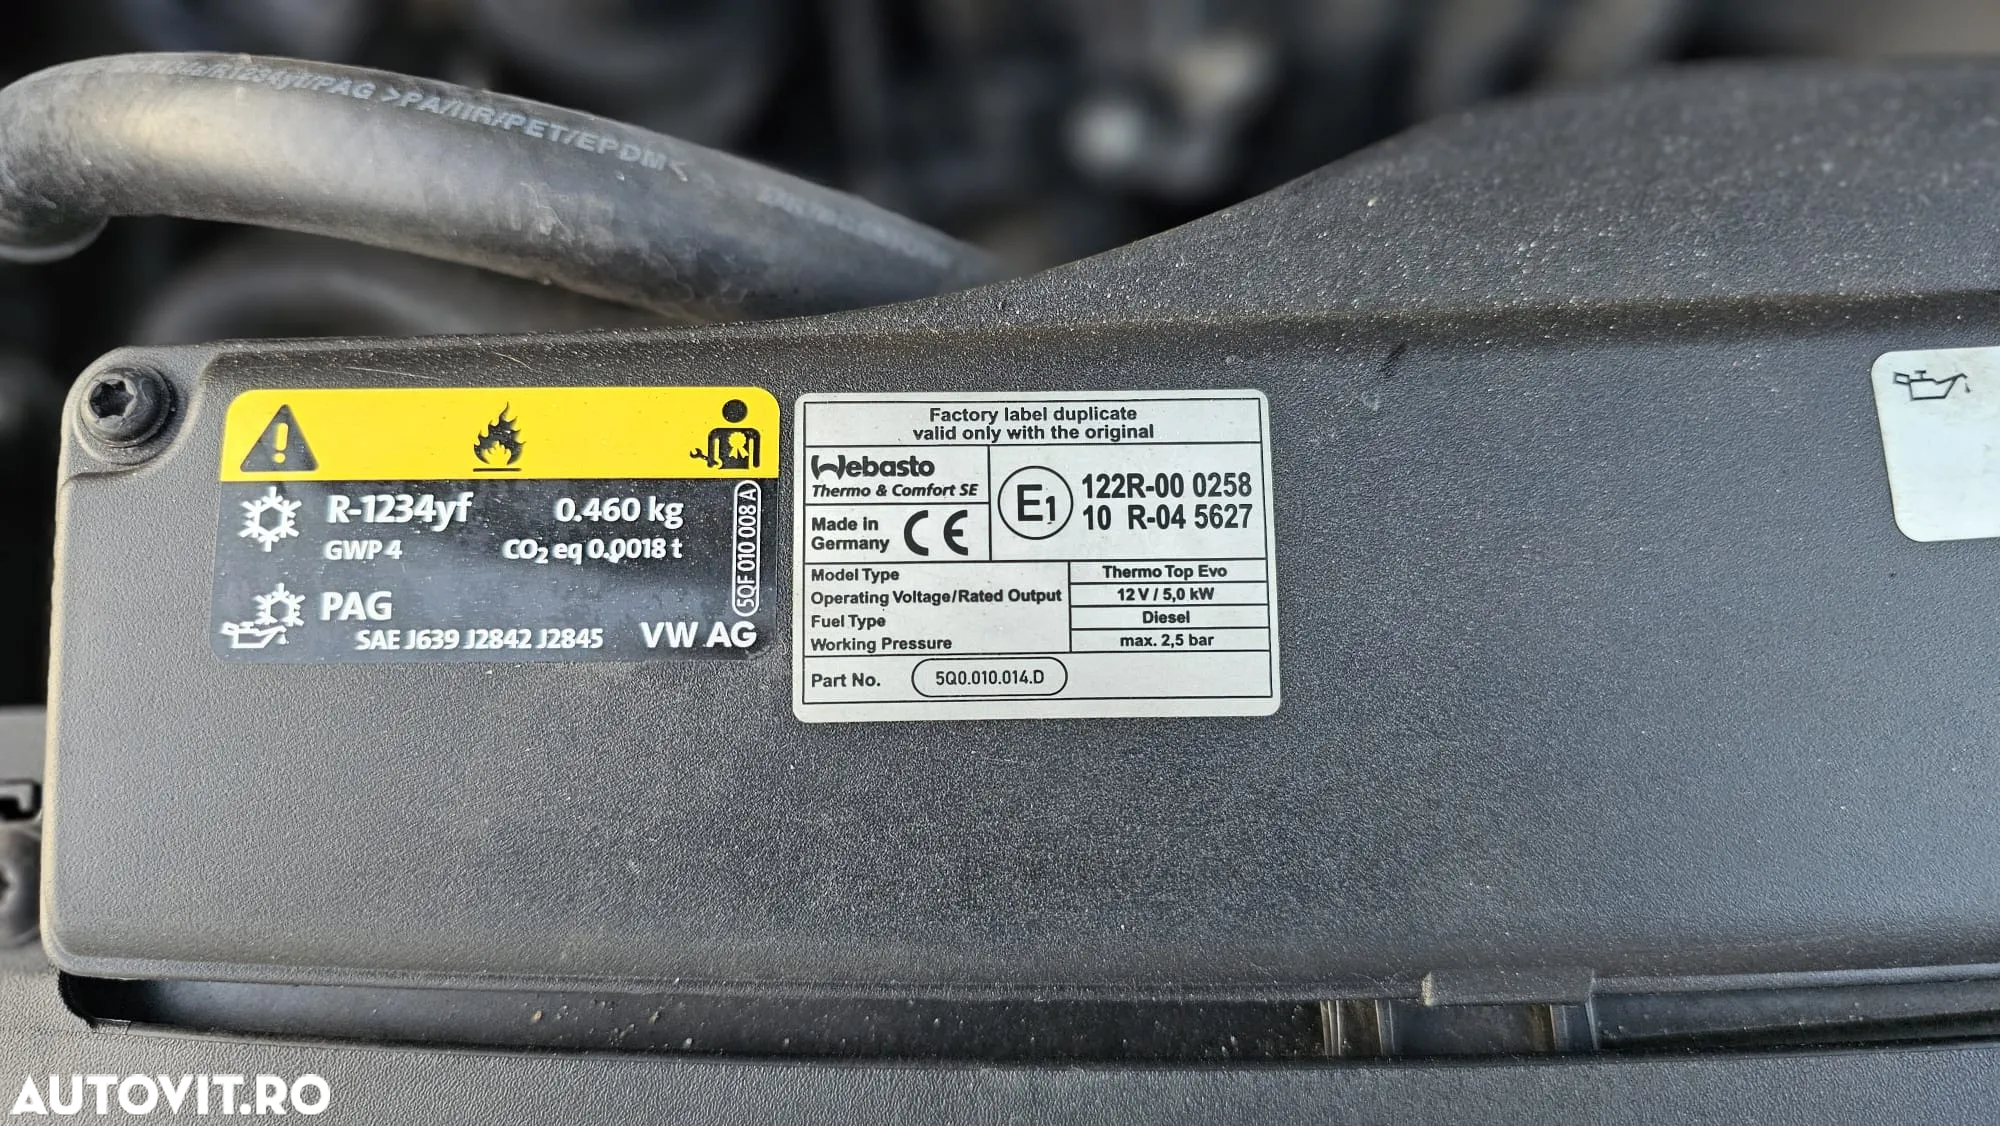 R1234yf/PAG >PA/IIR/PET/EPDM<
R-1234yf 0.460 kg
GWP 4 CO₂ eq 0.0018 t
PAG
SAE J639 J2842 J2845 VW AG
5QF 010 008 A
Factory label duplicate
valid only with the original
Webasto
Thermo & Comfort SE
Made in
Germany CE
E1
122R-00 0258
10 R-04 5627
Model Type Thermo Top Evo
Operating Voltage/Rated Output 12 V / 5,0 kW
Fuel Type Diesel
Working Pressure max. 2,5 bar
Part No. 5Q0.010.014.D
AUTOVIT.RO